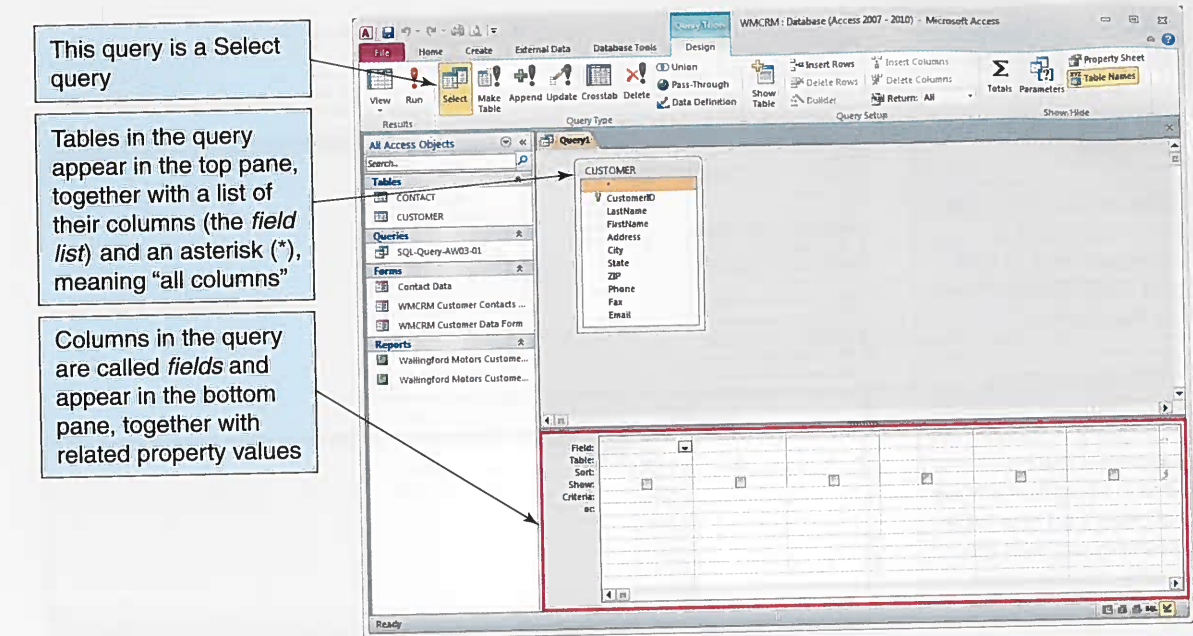 This query is a Select
query
Tables in the query
appear in the top pane,
together with a list of
their columns (the field
list) and an asterisk (*),
meaning “all columns”
Columns in the query
are called fields and
appear in the bottom
pane, together with
related property values
Query Tools
WMCRM : Database (Access 2007 - 2010) - Microsoft Access
File
Home
Create
External Data
Database Tools
Design
View
Run
Results
Select
Make
Table
Append
Update
Crosstab
Delete
Union
Pass-Through
Data Definition
Query Type
Show
Table
Insert Rows
Delete Rows
Builder
Insert Columns
Delete Columns
Return: All
Query Setup
Totals
Parameters
Property Sheet
Table Names
Show/Hide
All Access Objects
Search..
Tables
CONTACT
CUSTOMER
Queries
SQL-Query-AW03-01
Forms
Contact Data
WMCRM Customer Contacts ...
WMCRM Customer Data Form
Reports
Wallingford Motors Custome...
Wallingford Motors Custome...
Query1
CUSTOMER
*
CustomerID
LastName
FirstName
Address
City
State
ZIP
Phone
Fax
Email
Field:
Table:
Sort:
Show:
Criteria:
or:
Ready
SQL